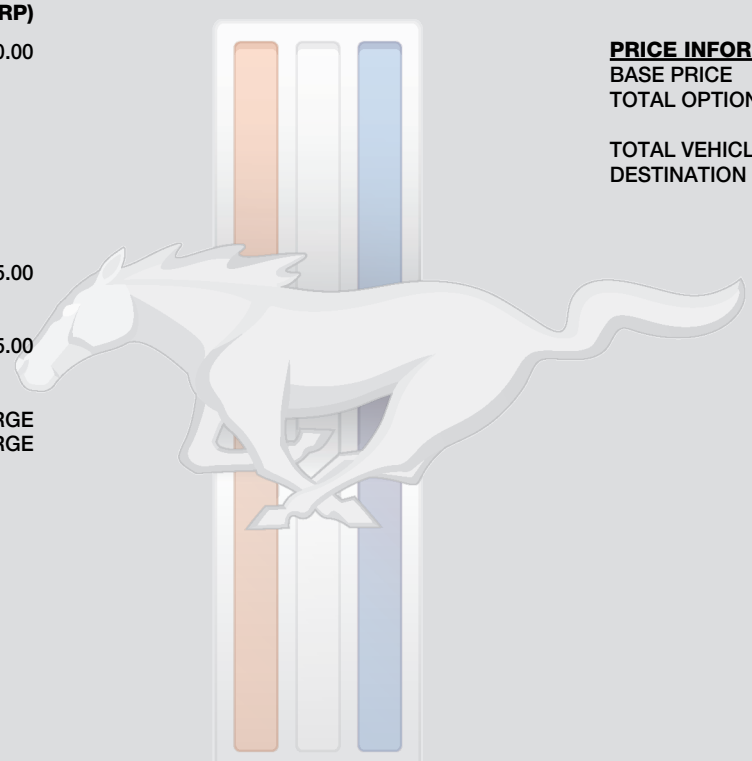 RP)
0.00
5.00
5.00
RGE
RGE
PRICE INFOR
BASE PRICE
TOTAL OPTION
TOTAL VEHICL
DESTINATION